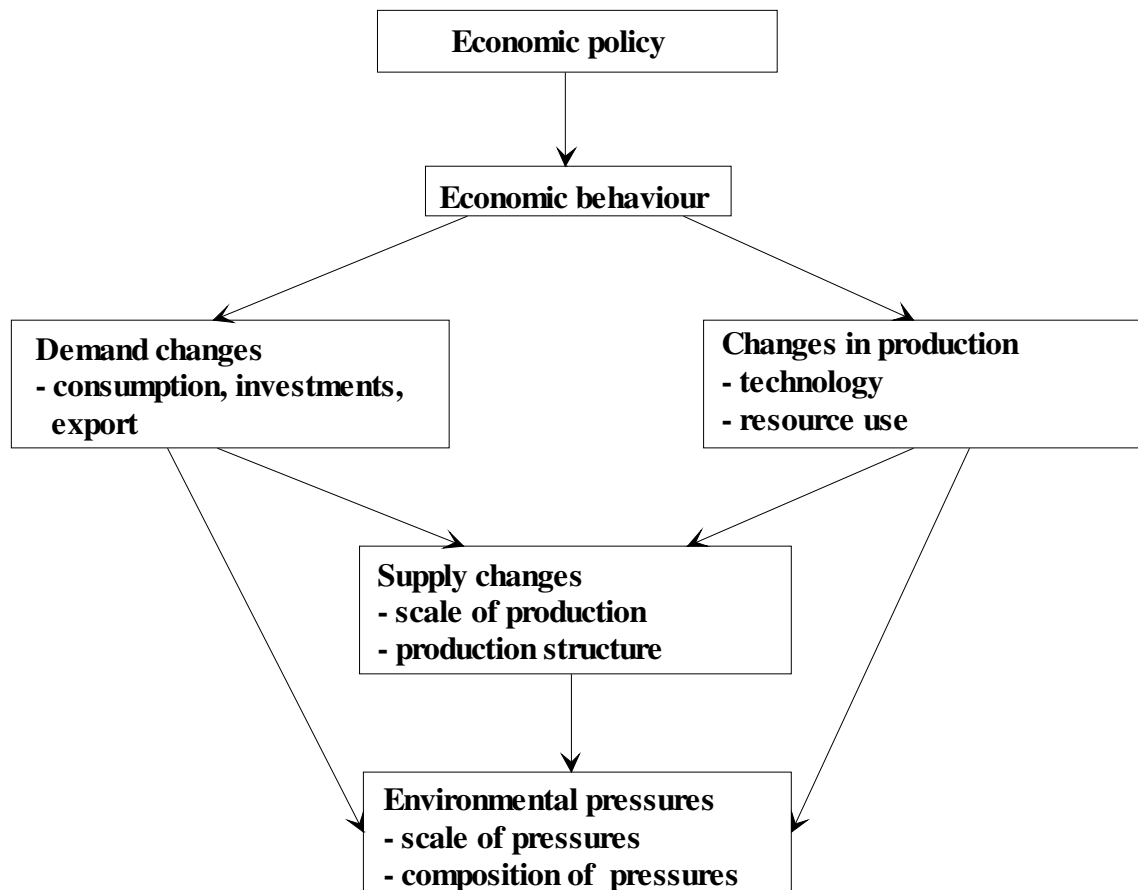 Economic policy
Economic behaviour
Demand changes
- consumption, investments,
export
Changes in production
- technology
- resource use
Supply changes
- scale of production
- production structure
Environmental pressures
- scale of pressures
- composition of pressures